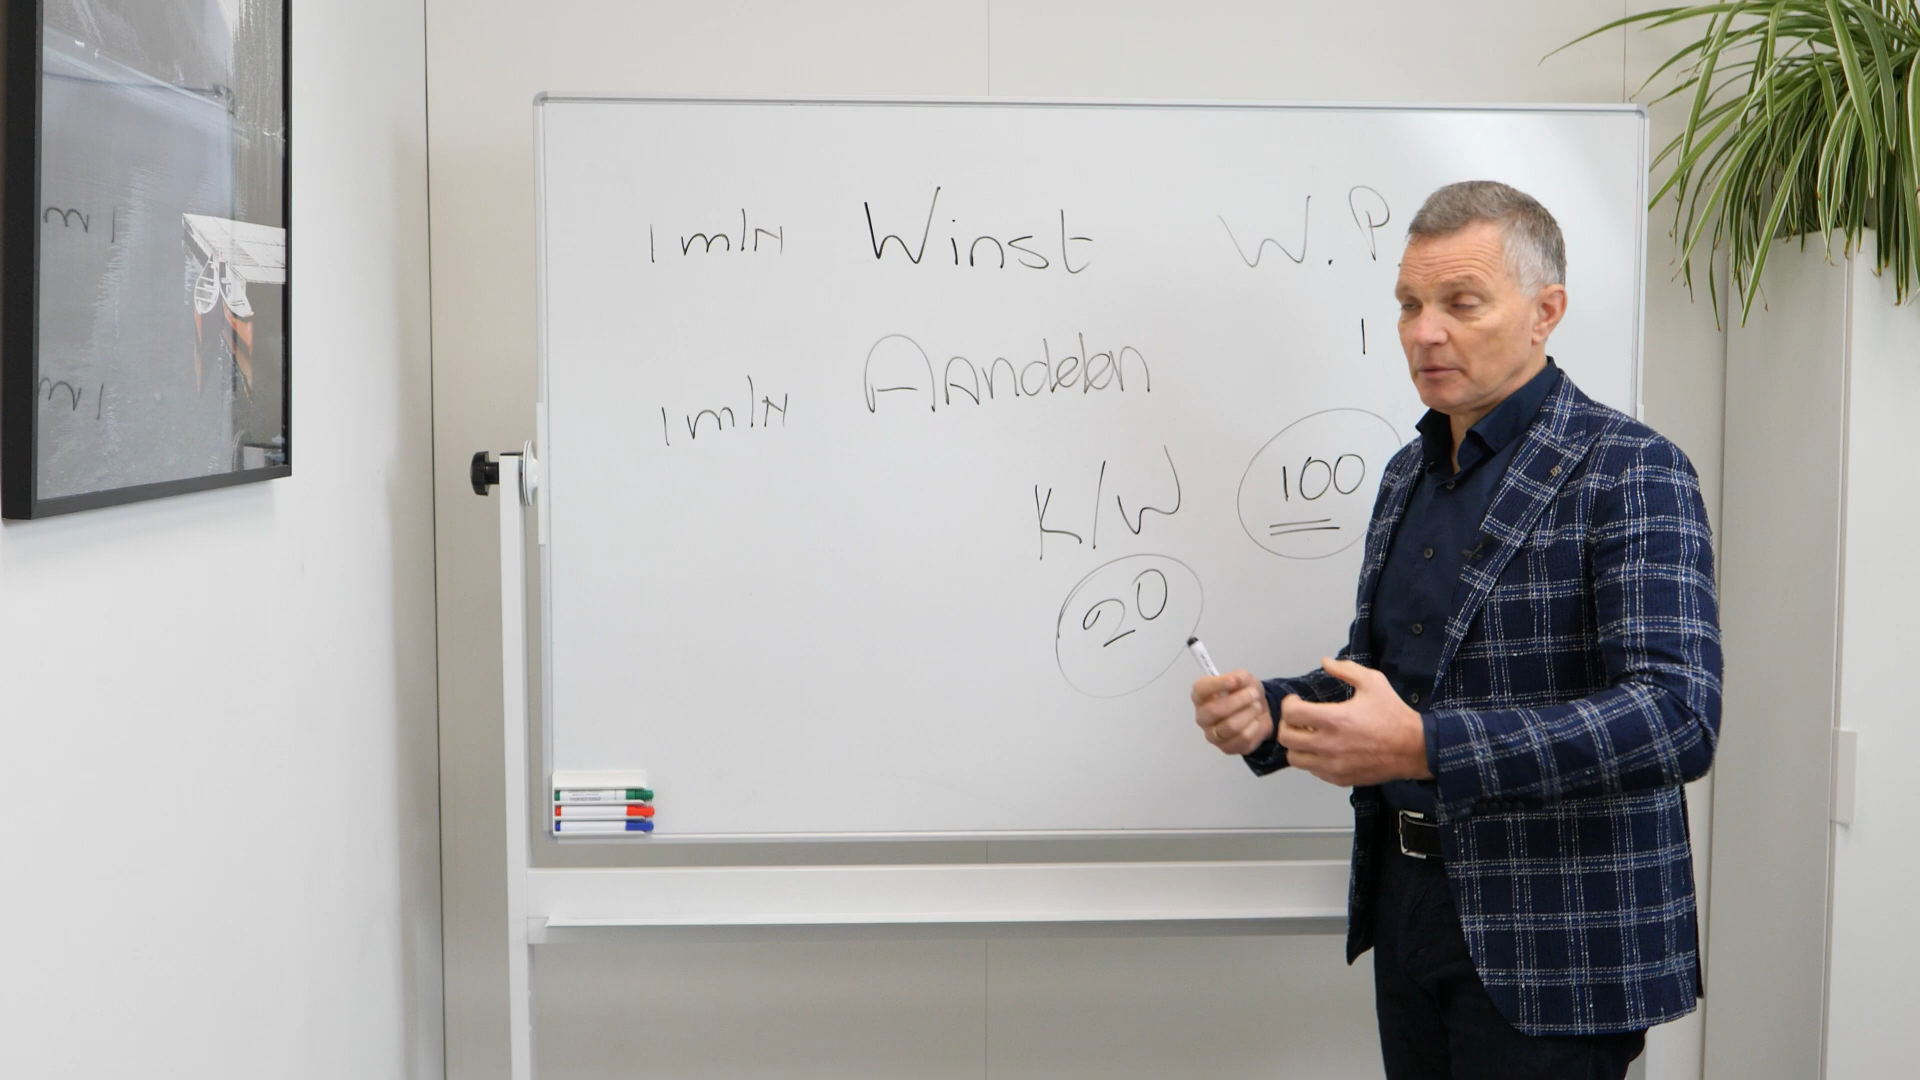 1 mln Winst W.P
1
1 mln Aandelen
K/W 100
20